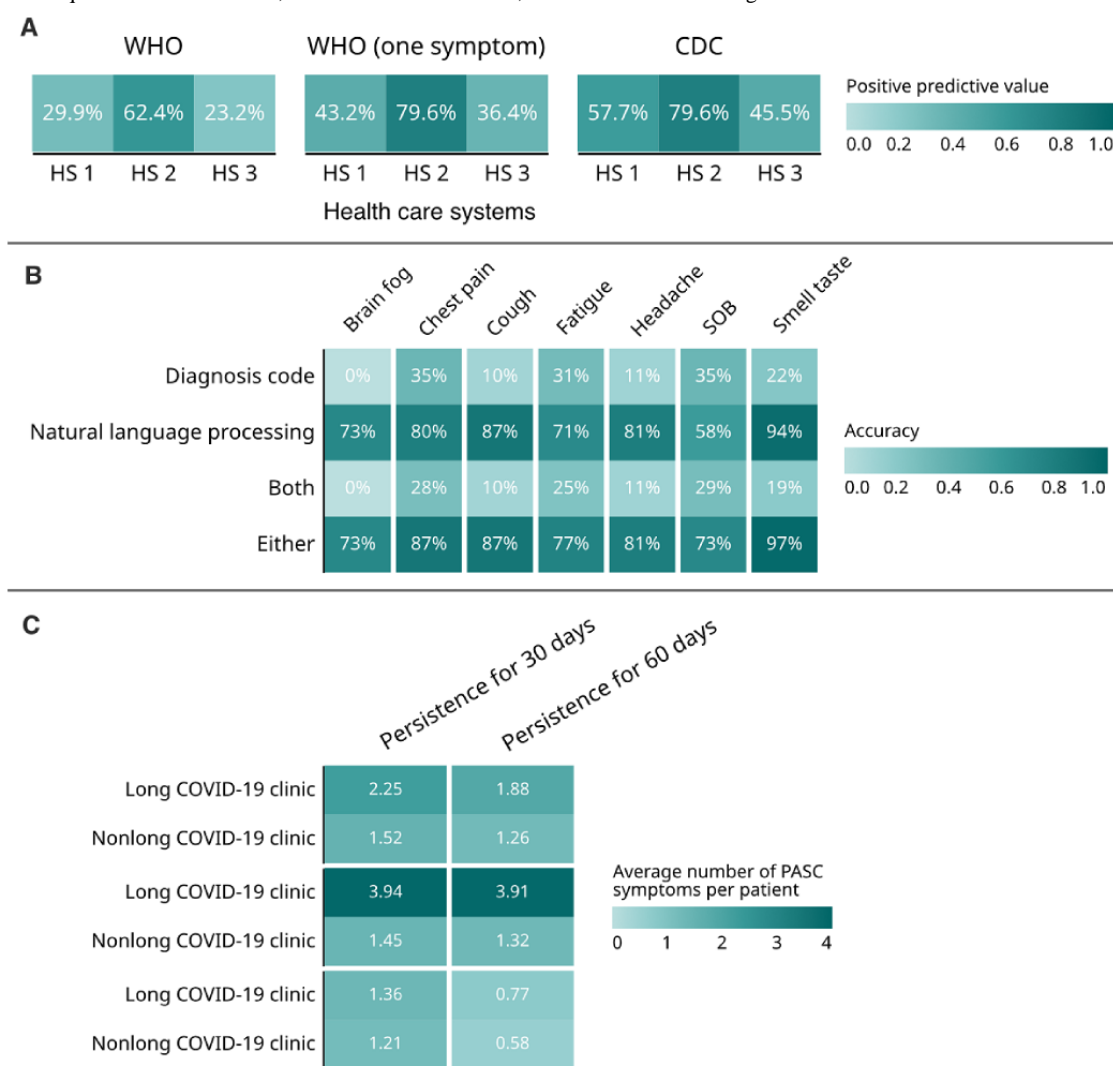 A
WHO
WHO (one symptom)
CDC
29.9% 62.4% 23.2%
43.2% 79.6% 36.4%
57.7% 79.6% 45.5%
HS 1 HS 2 HS 3
HS 1 HS 2 HS 3
HS 1 HS 2 HS 3
Health care systems
Positive predictive value
0.0 0.2 0.4 0.6 0.8 1.0
B
Brain fog
Chest pain
Cough
Fatigue
Headache
SOB
Smell taste
Diagnosis code 0% 35% 10% 31% 11% 35% 22%
Natural language processing 73% 80% 87% 71% 81% 58% 94%
Both 0% 28% 10% 25% 11% 29% 19%
Either 73% 87% 87% 77% 81% 73% 97%
Accuracy
0.0 0.2 0.4 0.6 0.8 1.0
C
Persistence for 30 days
Persistence for 60 days
Long COVID-19 clinic 2.25 1.88
Nonlong COVID-19 clinic 1.52 1.26
Long COVID-19 clinic 3.94 3.91
Nonlong COVID-19 clinic 1.45 1.32
Long COVID-19 clinic 1.36 0.77
Nonlong COVID-19 clinic 1.21 0.58
Average number of PASC
symptoms per patient
0 1 2 3 4